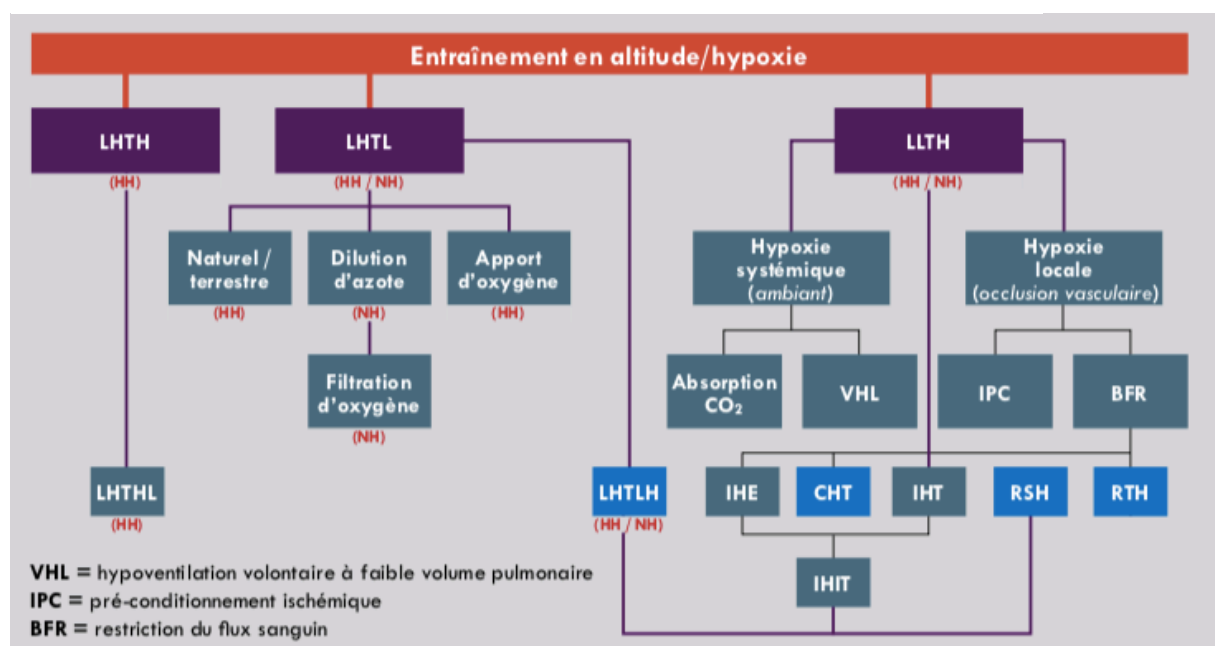 Entraînement en altitude/hypoxie
LHTH
(HH)
LHTL
(HH / NH)
LLTH
(HH / NH)
Naturel /
terrestre
(HH)
Dilution
d'azote
(NH)
Apport
d'oxygène
(HH)
Hypoxie
systémique
(ambiant)
Hypoxie
locale
(occlusion vasculaire)
Filtration
d'oxygène
(NH)
Absorption
CO₂
VHL
IPC
BFR
LHTHL
(HH)
LHTLH
(HH / NH)
IHE
CHT
IHT
RSH
RTH
IHIT
VHL = hypoventilation volontaire à faible volume pulmonaire
IPC = pré-conditionnement ischémique
BFR = restriction du flux sanguin